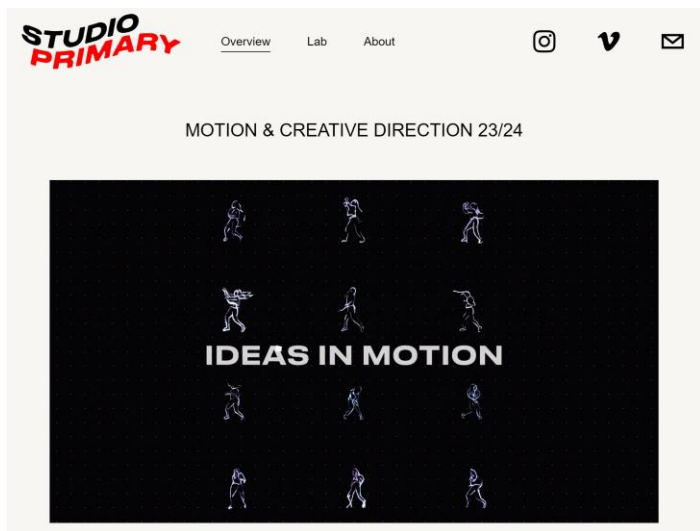 STUDIO
PRIMARY
Overview
Lab
About
MOTION & CREATIVE DIRECTION 23/24
IDEAS IN MOTION